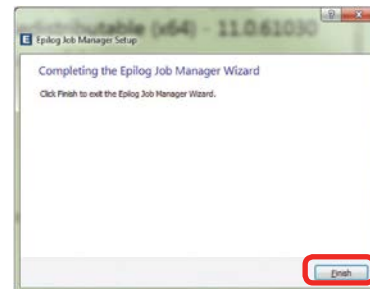 (x64) - 11.0.61030
Epilog Job Manager Setup
Completing the Epilog Job Manager Wizard
Click Finish to exit the Epilog Job Manager Wizard.
Finish